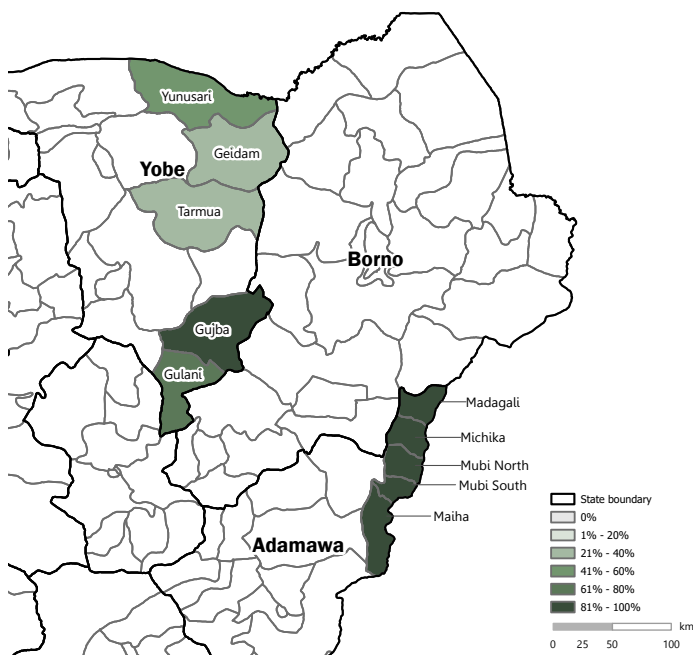 Yunusari
Geidam
Yobe
Tarmua
Borno
Gujba
Gulani
Madagali
Michika
Mubi North
Mubi South
Maiha
Adamawa
State boundary
0%
1% - 20%
21% - 40%
41% - 60%
61% - 80%
81% - 100%
km
0 25 50 100